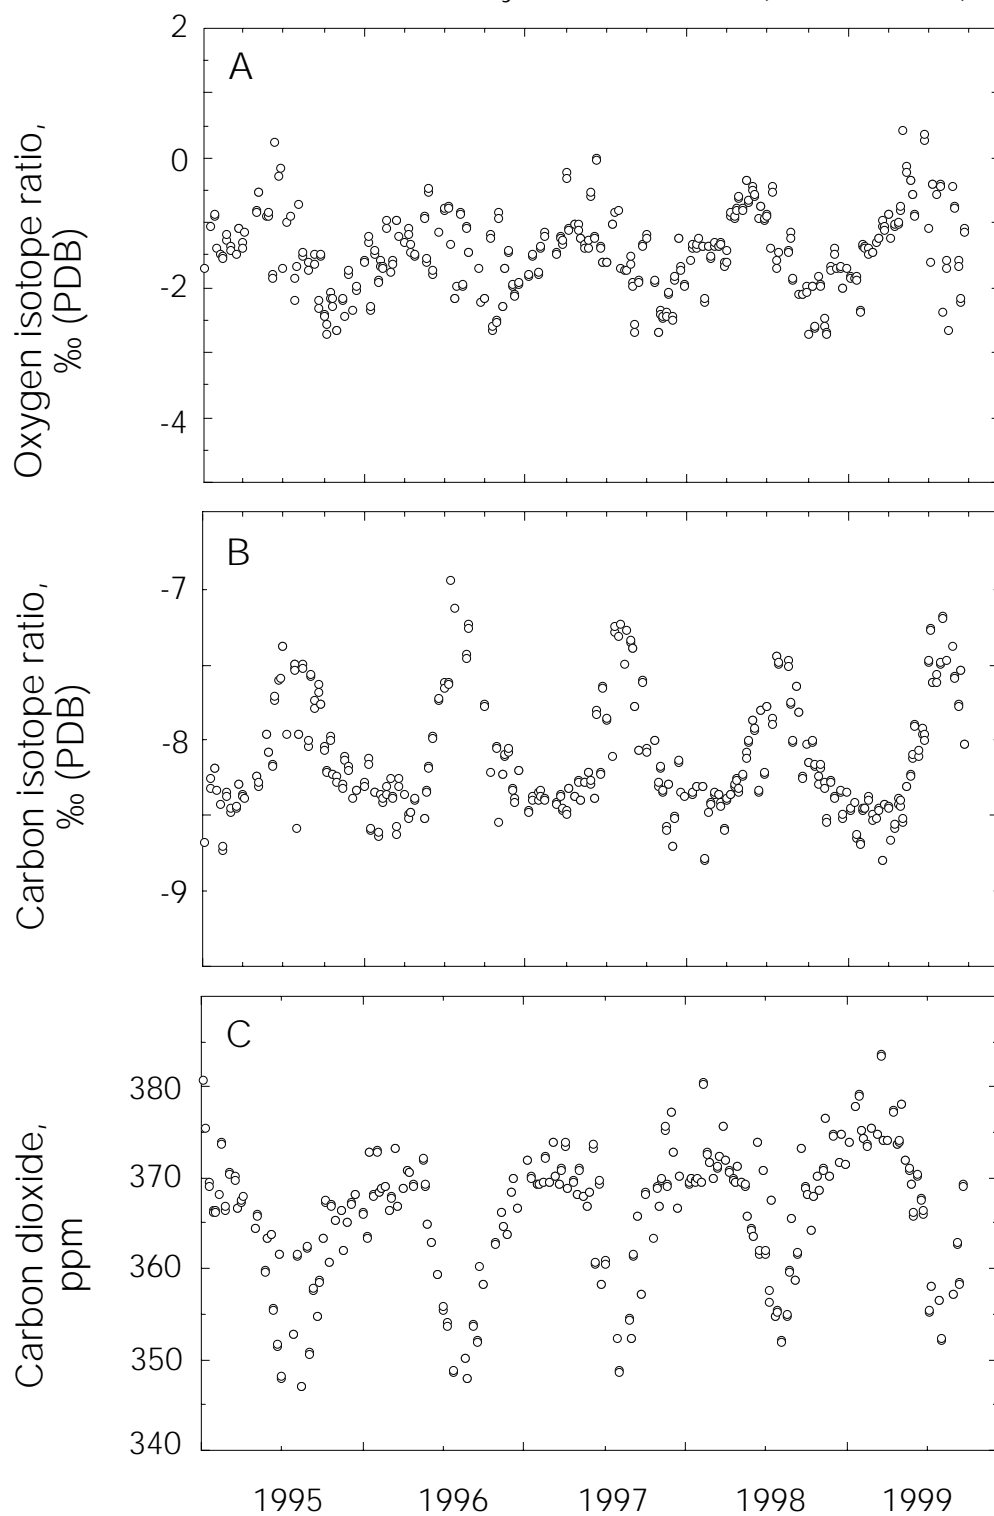 A
Oxygen isotope ratio,
‰ (PDB)
2
0
-2
-4
B
Carbon isotope ratio,
‰ (PDB)
-7
-8
-9
C
Carbon dioxide,
ppm
380
370
360
350
340
1995 1996 1997 1998 1999